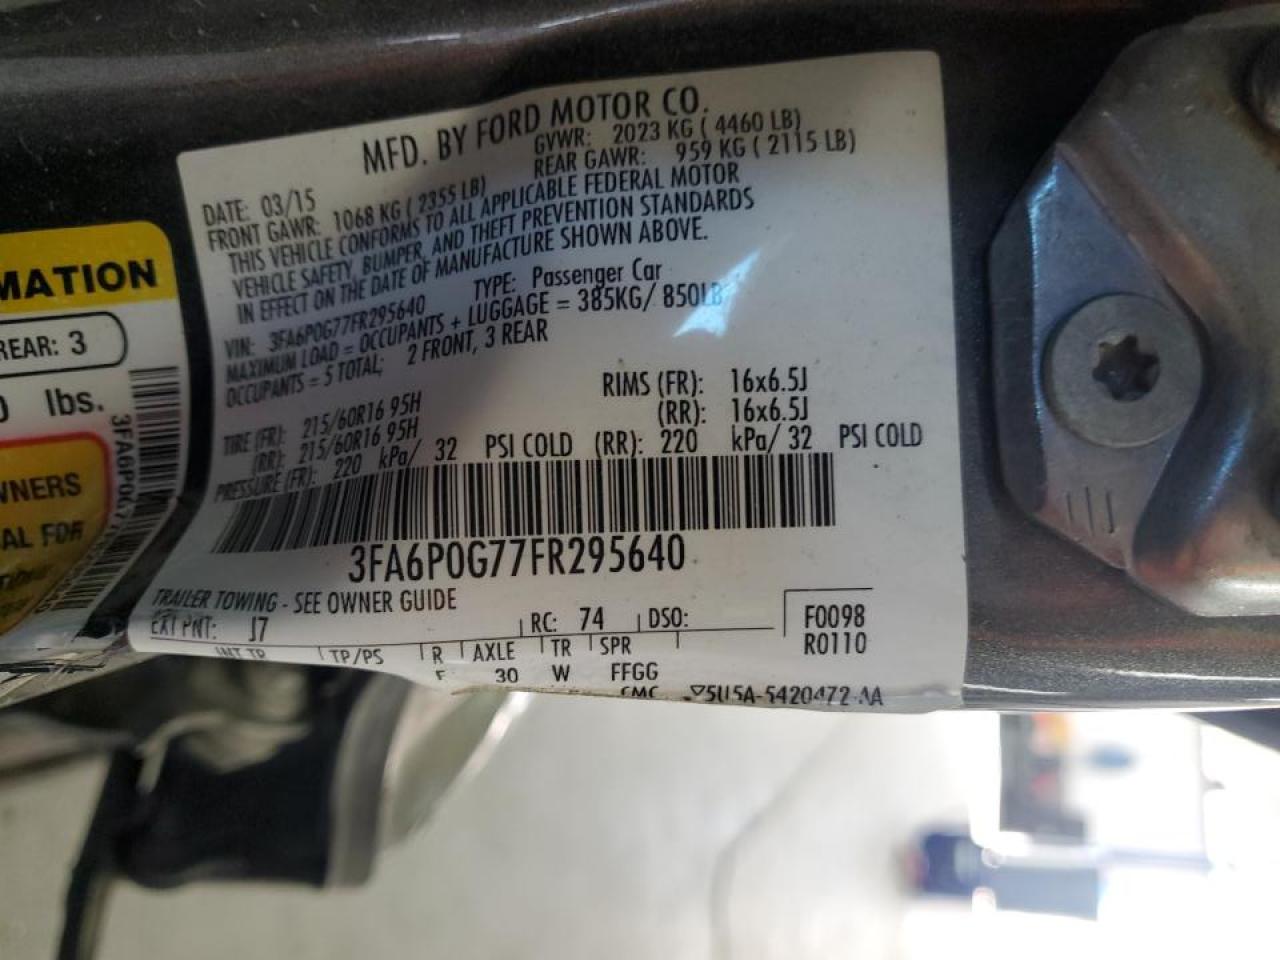 MFD. BY FORD MOTOR CO.
DATE: 03/15 GVWR: 2023 KG ( 4460 LB)
FRONT GAWR: 1068 KG ( 2355 LB) REAR GAWR: 959 KG ( 2115 LB)
THIS VEHICLE CONFORMS TO ALL APPLICABLE FEDERAL MOTOR
VEHICLE SAFETY, BUMPER, AND THEFT PREVENTION STANDARDS
IN EFFECT ON THE DATE OF MANUFACTURE SHOWN ABOVE.
VIN: 3FA6P0G77FR295640 TYPE: Passenger Car
MAXIMUM LOAD = OCCUPANTS + LUGGAGE = 385KG/ 850LB
OCCUPANTS = 5 TOTAL; 2 FRONT, 3 REAR
TIRE (FR): 215/60R16 95H RIMS (FR): 16x6.5J
(RR): 215/60R16 95H (RR): 16x6.5J
PRESSURE (FR): 220 kPa/ 32 PSI COLD (RR): 220 kPa/ 32 PSI COLD
3FA6P0G77FR295640
TRAILER TOWING - SEE OWNER GUIDE
EXT PNT: J7 RC: 74 DSO: F0098
R0110
INT TR TP/PS R AXLE TR SPR
F 30 W FFGG
5U5A-5420472-AA
MATION
REAR: 3
lbs.
WNERS
AL FOR